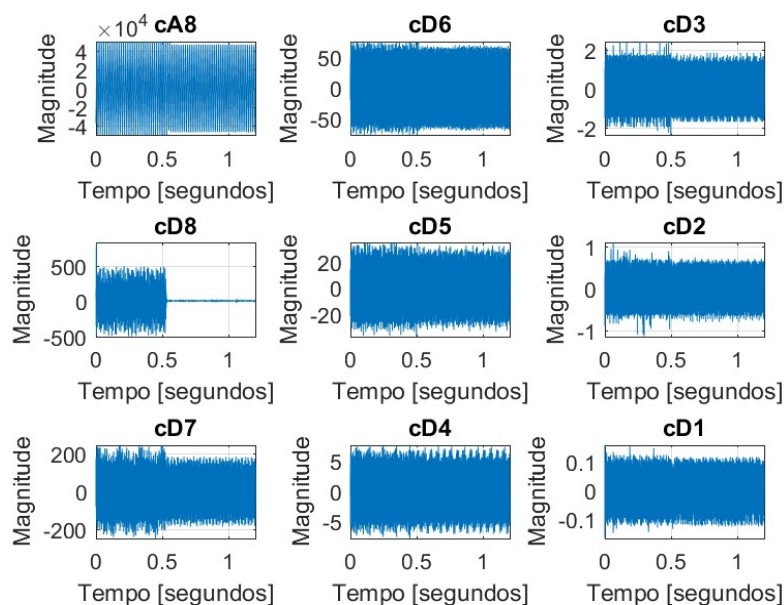 ×10⁴ cA8
Magnitude
4
2
0
-2
-4
0 0.5 1
Tempo [segundos]
cD6
Magnitude
50
0
-50
0 0.5 1
Tempo [segundos]
cD3
Magnitude
2
0
-2
0 0.5 1
Tempo [segundos]
cD8
Magnitude
500
0
-500
0 0.5 1
Tempo [segundos]
cD5
Magnitude
20
0
-20
0 0.5 1
Tempo [segundos]
cD2
Magnitude
1
0
-1
0 0.5 1
Tempo [segundos]
cD7
Magnitude
200
0
-200
0 0.5 1
Tempo [segundos]
cD4
Magnitude
5
0
-5
0 0.5 1
Tempo [segundos]
cD1
Magnitude
0.1
0
-0.1
0 0.5 1
Tempo [segundos]